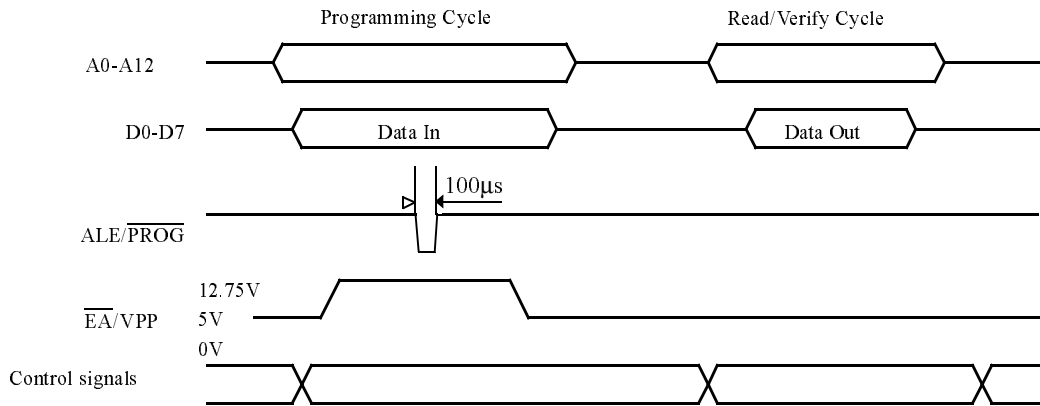 Programming Cycle
Read/Verify Cycle
A0-A12
D0-D7
Data In
Data Out
100µs
ALE/PROG
12.75V
EA/VPP
5V
0V
Control signals